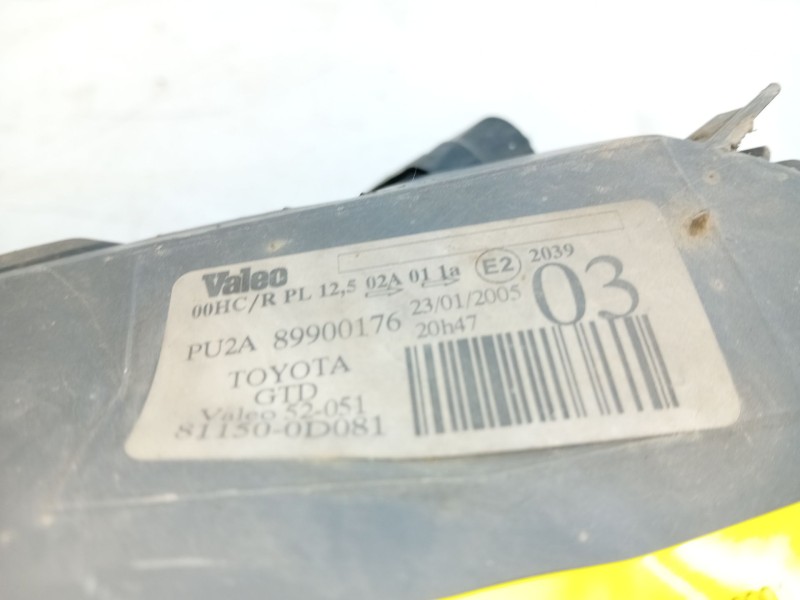 Valeo
00HC/R PL 12,5 02A 01 1a E2 2039
PU2A 89900176 23/01/2005 03
20h47
TOYOTA
GTD
Valeo 52-051
81150-0D081